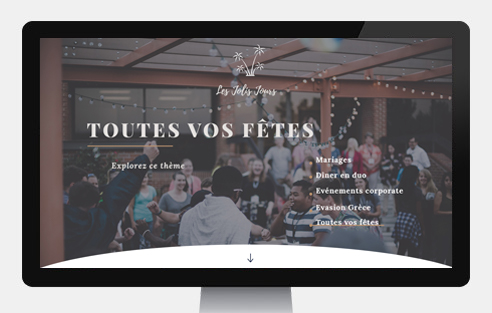 Les Jolis Jours
TOUTES VOS FÊTES
Explorez ce thème
Mariages
Dîner en duo
Evénements corporate
Evasion Grèce
Toutes vos fêtes